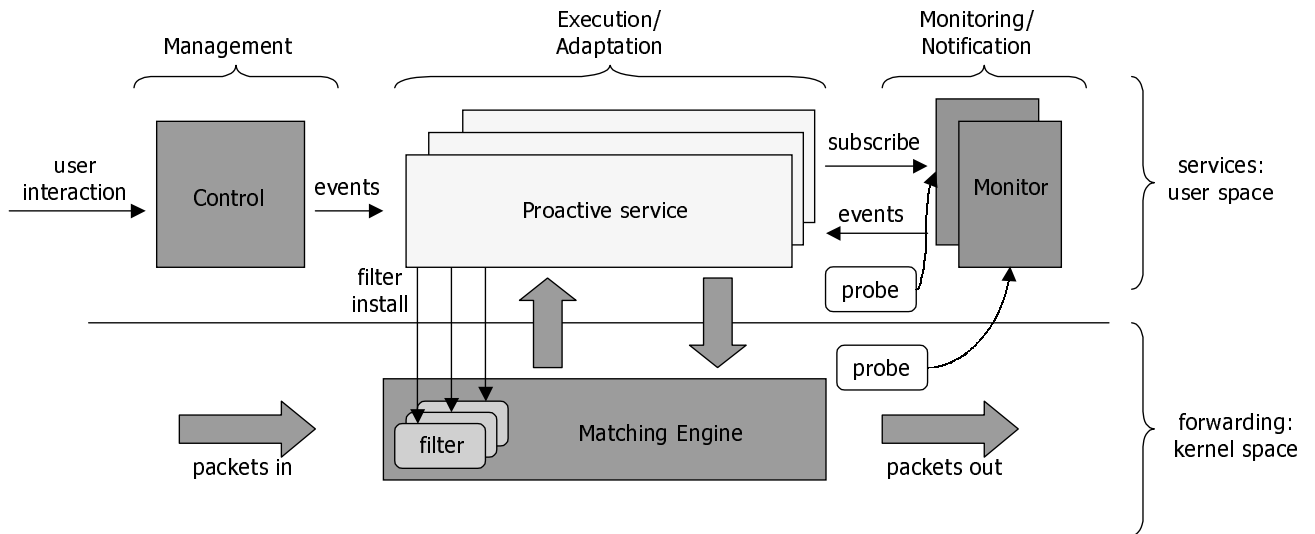 Management
Execution/
Adaptation
Monitoring/
Notification
user
interaction
Control
events
Proactive service
subscribe
events
Monitor
services:
user space
filter
install
probe
probe
packets in
filter
Matching Engine
packets out
forwarding:
kernel space